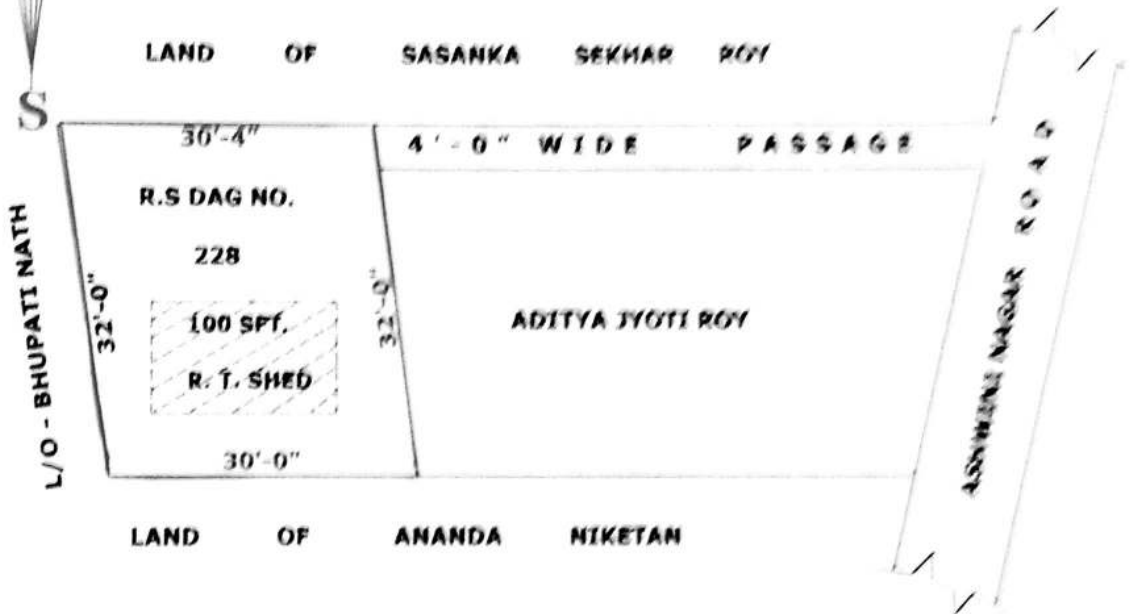 LAND OF SASANKA SEKHAR ROY
S
30'-4"
4'-0" WIDE PASSAGE
R.S DAG NO.
228
L/O - BHUPATI NATH
32'-0"
32'-0"
100 SFT.
R. T. SHED
ADITYA JYOTI ROY
ASHWINI NAGAR ROAD
30'-0"
LAND OF ANANDA NIKETAN